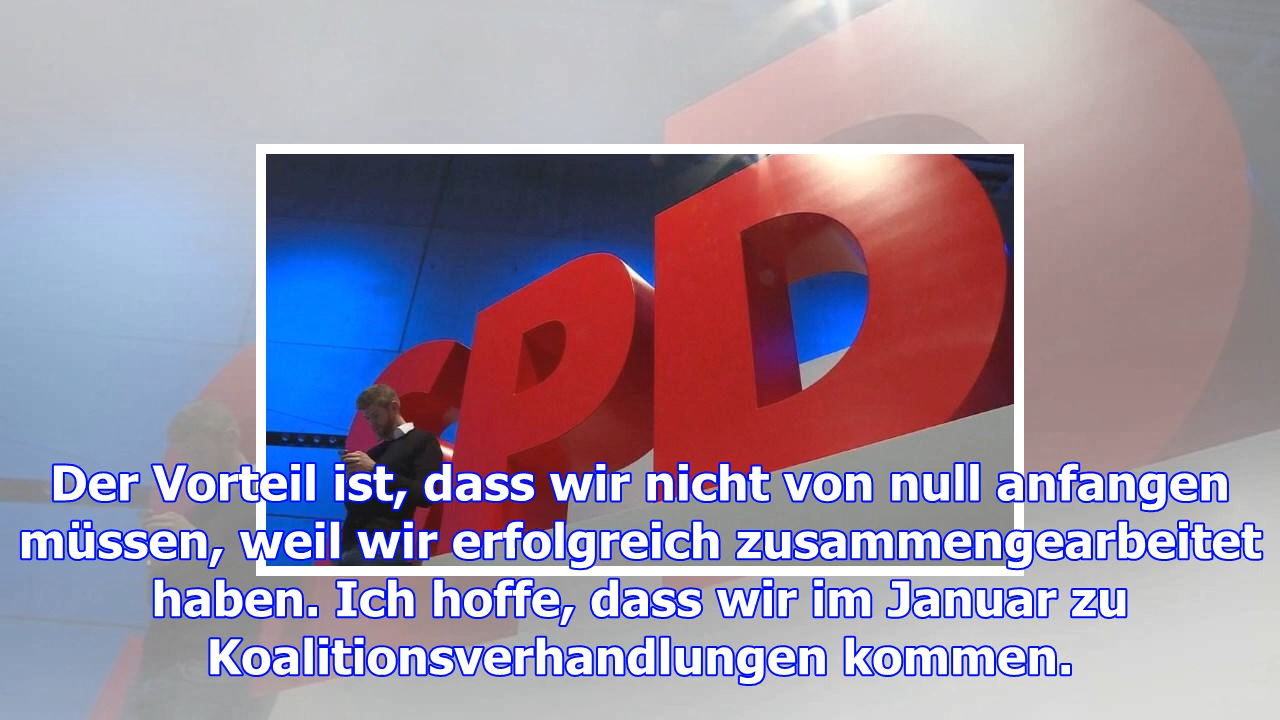 SPD
Der Vorteil ist, dass wir nicht von null anfangen
müssen, weil wir erfolgreich zusammengearbeitet
haben. Ich hoffe, dass wir im Januar zu
Koalitionsverhandlungen kommen.